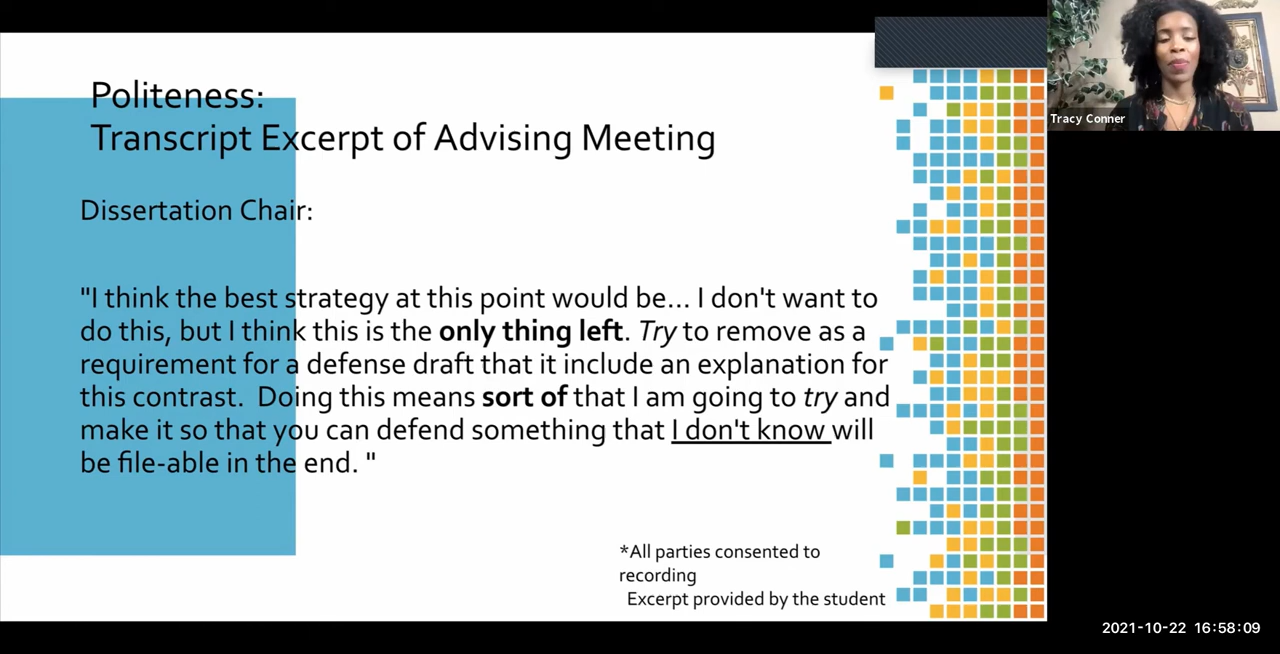 Politeness:
Transcript Excerpt of Advising Meeting
Dissertation Chair:
"I think the best strategy at this point would be... I don't want to
do this, but I think this is the only thing left. Try to remove as a
requirement for a defense draft that it include an explanation for
this contrast. Doing this means sort of that I am going to try and
make it so that you can defend something that I don't know will
be file-able in the end. "
*All parties consented to
recording
Excerpt provided by the student
Tracy Conner
2021-10-22 16:58:09